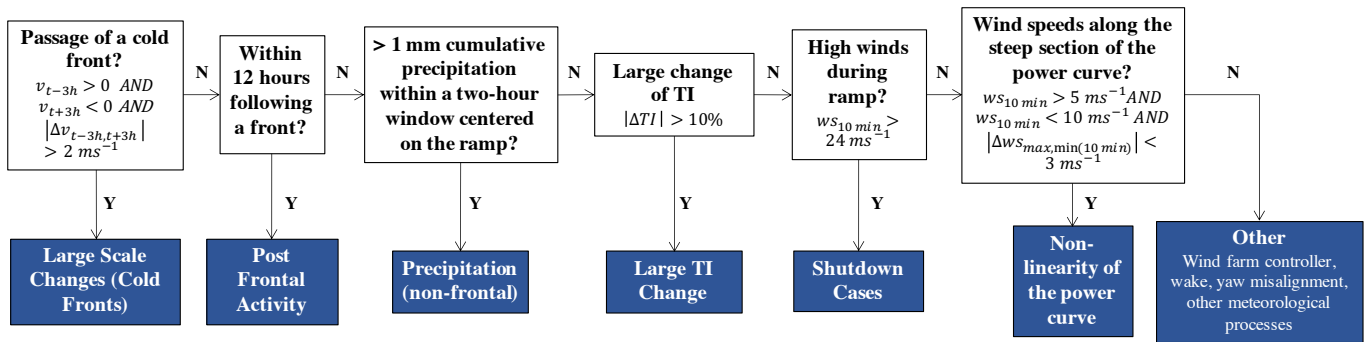 Passage of a cold
front?
v_{t−3h} > 0 AND
v_{t+3h} < 0 AND
|Δv_{t−3h,t+3h}|
> 2 ms⁻¹
N
Y
Large Scale
Changes (Cold
Fronts)
Within
12 hours
following
a front?
N
Y
Post
Frontal
Activity
> 1 mm cumulative
precipitation
within a two-hour
window centered
on the ramp?
N
Y
Precipitation
(non-frontal)
Large change
of TI
|ΔTI| > 10%
N
Y
Large TI
Change
High winds
during
ramp?
ws_{10 min} >
24 ms⁻¹
N
Y
Shutdown
Cases
Wind speeds along the
steep section of the
power curve?
ws_{10 min} > 5 ms⁻¹AND
ws_{10 min} < 10 ms⁻¹ AND
|Δws_{max,min(10 min)}| <
3 ms⁻¹
N
Y
Non-
linearity of
the power
curve
Other
Wind farm controller,
wake, yaw misalignment,
other meteorological
processes